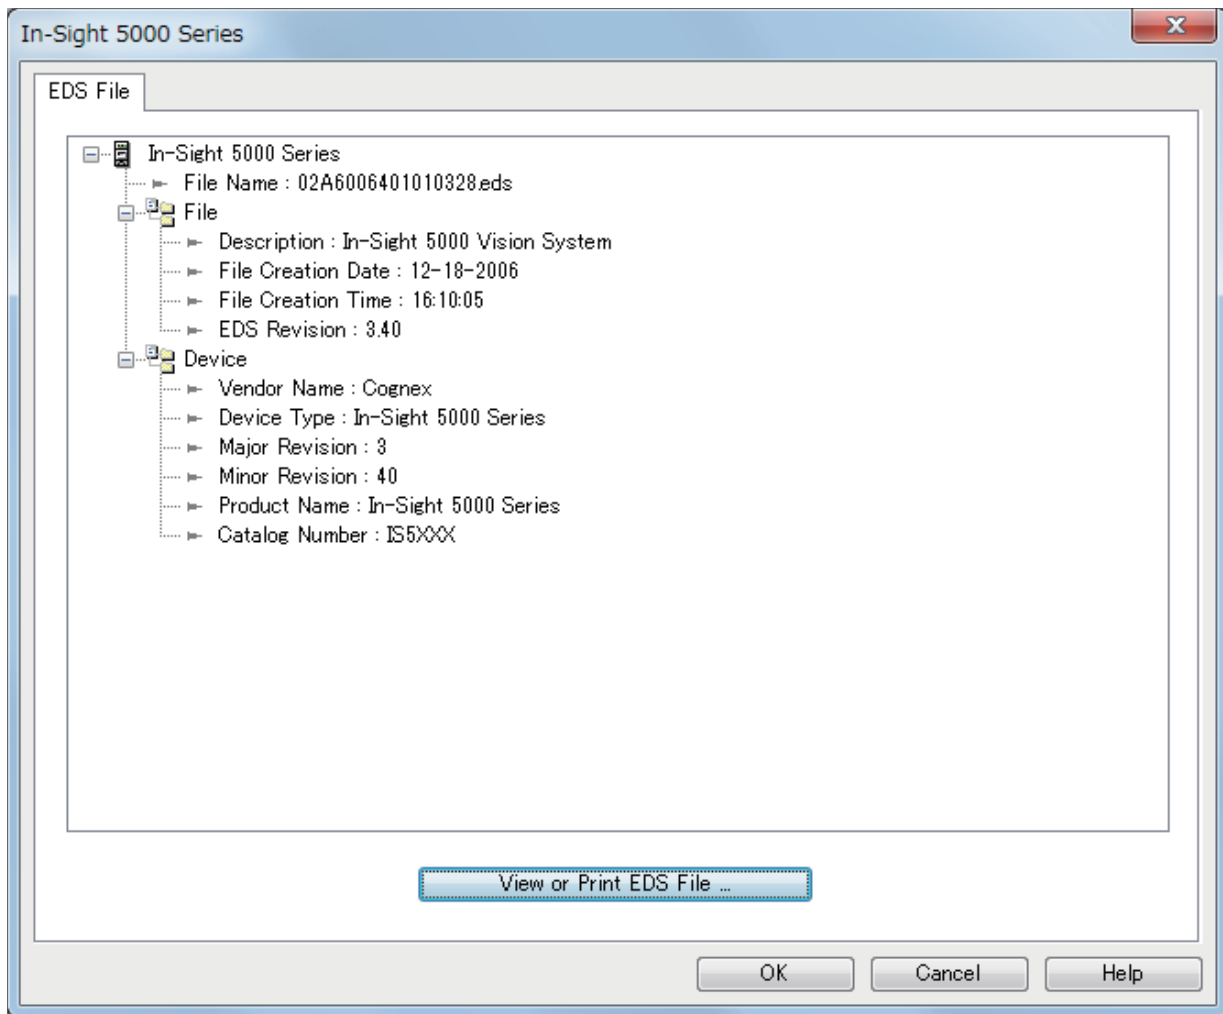 In-Sight 5000 Series
EDS File
In-Sight 5000 Series
File Name : 02A6006401010328.eds
File
Description : In-Sight 5000 Vision System
File Creation Date : 12-18-2006
File Creation Time : 16:10:05
EDS Revision : 3.40
Device
Vendor Name : Cognex
Device Type : In-Sight 5000 Series
Major Revision : 3
Minor Revision : 40
Product Name : In-Sight 5000 Series
Catalog Number : IS5XXX
View or Print EDS File ...
OK
Cancel
Help